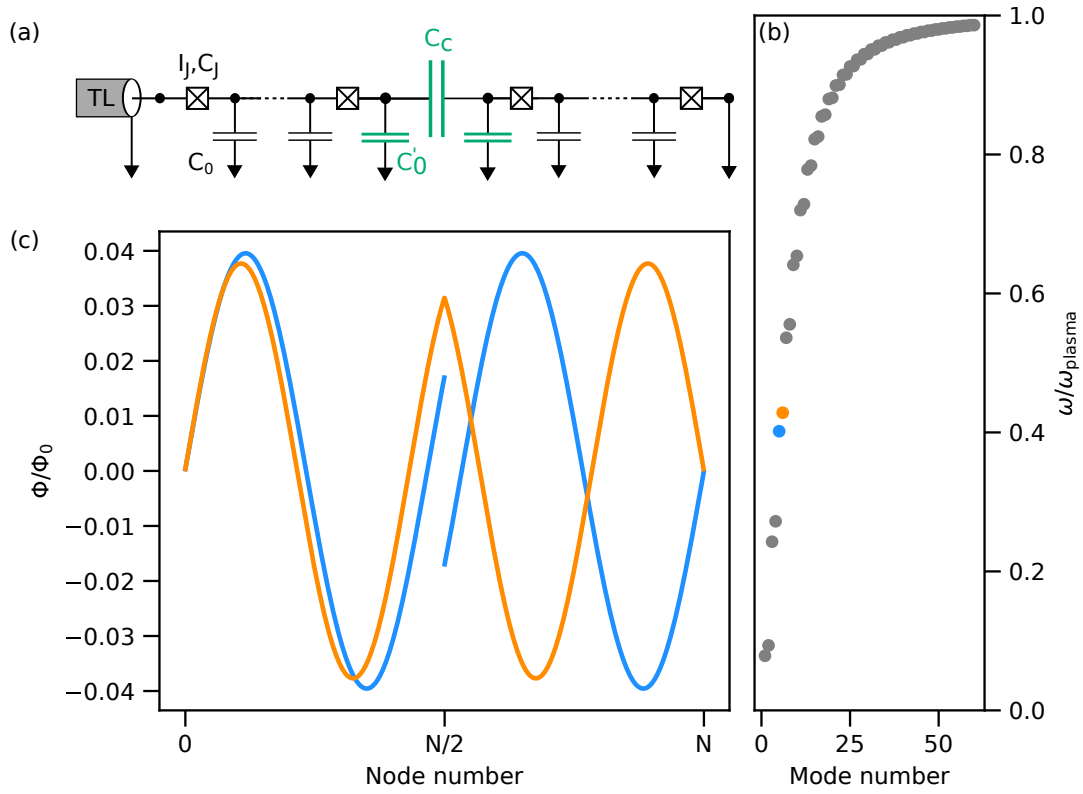 (a)
TL
I_J,C_J
C_0
C_C
C'_0
(b)
1.0
0.8
0.6
0.4
0.2
0.0
ω/ω_plasma
0
25
50
Mode number
(c)
0.04
0.03
0.02
0.01
0.00
−0.01
−0.02
−0.03
−0.04
Φ/Φ_0
0
N/2
N
Node number